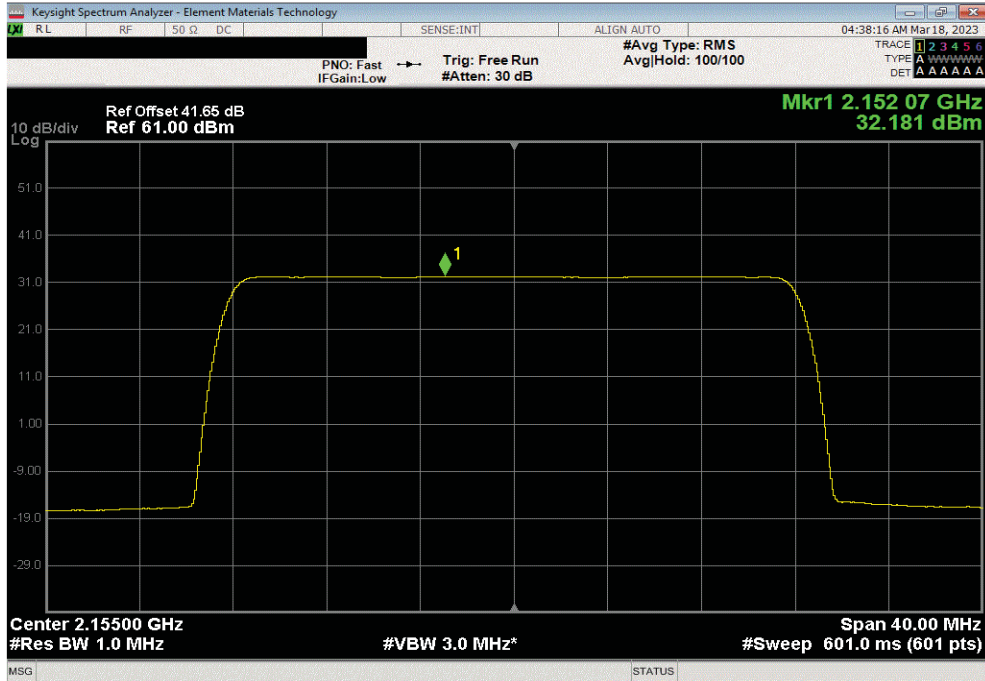 Keysight Spectrum Analyzer - Element Materials Technology
LXI RL RF 50 Ω DC SENSE:INT ALIGN AUTO 04:38:16 AM Mar 18, 2023
PNO: Fast Trig: Free Run #Avg Type: RMS TRACE 1 2 3 4 5 6
IFGain:Low #Atten: 30 dB Avg|Hold: 100/100 TYPE A WWWWW
DET A A A A A A
Ref Offset 41.65 dB Mkr1 2.152 07 GHz
10 dB/div Ref 61.00 dBm 32.181 dBm
Log
51.0
41.0
1
31.0
21.0
11.0
1.00
-9.00
-19.0
-29.0
Center 2.15500 GHz Span 40.00 MHz
#Res BW 1.0 MHz #VBW 3.0 MHz* #Sweep 601.0 ms (601 pts)
MSG STATUS